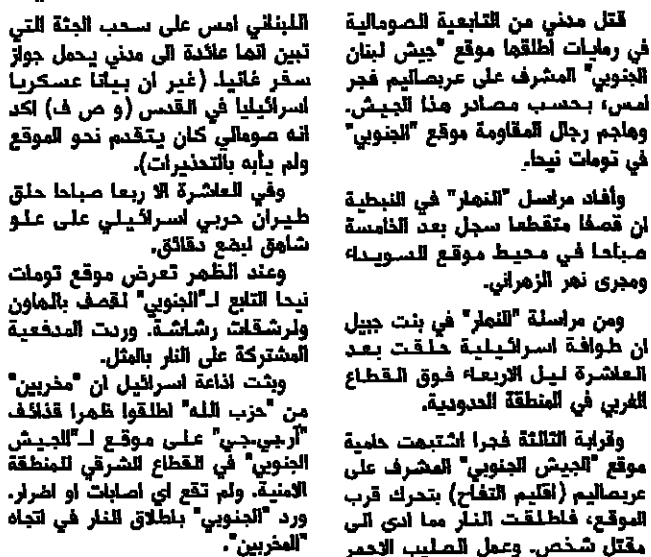 قتل مدني من التابعية الصومالية
في رمايات اطلقها موقع "جيش لبنان
الجنوبي" المشرف على عربصاليم فجر
امس، بحسب مصادر هذا الجيش.
وهاجم رجال المقاومة موقع "الجنوبي"
في تومات نيحا.
وأفاد مراسل "النهار" في النبطية
ان قصفا متقطعا سجل بعد الخامسة
صباحا في محيط موقع السويداء
ومجرى نهر الزهراني.
ومن مراسلة "النهار" في بنت جبيل
ان طوافة اسرائيلية حلقت بعد
العاشرة ليل الاربعاء فوق القطاع
الغربي في المنطقة الحدودية.
وقرابة الثالثة فجرا اشتبهت حامية
موقع "الجيش الجنوبي" المشرف على
عربصاليم (اقليم التفاح) بتحرك قرب
الموقع، فاطلقت النار مما ادى الى
مقتل شخص. وعمل الصليب الاحمر
اللبناني امس على سحب الجثة التي
تبين انها عائدة الى مدني يحمل جواز
سفر غانيا. (غير ان بيانا عسكريا
اسرائيليا في القدس (و ص ف) اكد
انه صومالي كان يتقدم نحو الموقع
ولم يأبه بالتحذيرات).
وفي العاشرة الا ربعا صباحا حلق
طيران حربي اسرائيلي على علو
شاهق لبضع دقائق.
وعند الظهر تعرض موقع تومات
نيحا التابع لـ"الجنوبي" لقصف بالهاون
ولرشقات رشاشة. وردت المدفعية
المشتركة على النار بالمثل.
وبثت اذاعة اسرائيل ان "مخربين"
من "حزب الله" اطلقوا ظهرا قذائف
"آر.بي.جي" على موقع لـ"الجيش
الجنوبي" في القطاع الشرقي للمنطقة
الامنية. ولم تقع اي اصابات او اضرار.
ورد "الجنوبي" باطلاق النار في اتجاه
"المخربين".